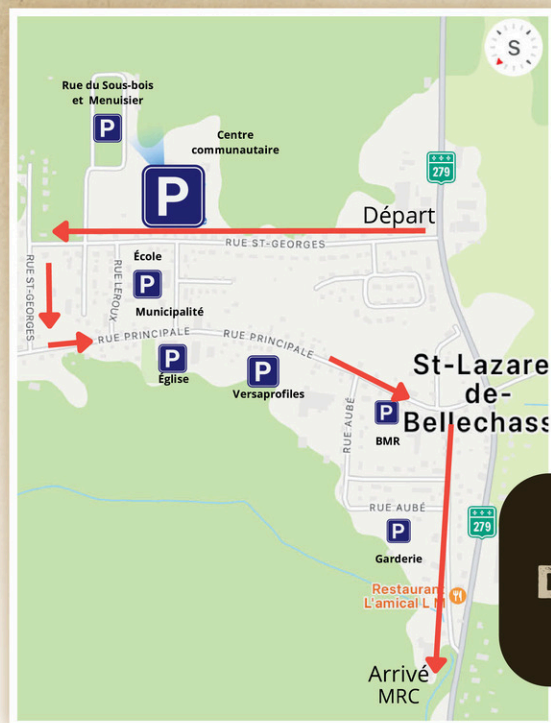 S
Rue du Sous-bois
et Menuisier
P
Centre
communautaire
279
P
Départ
RUE ST-GEORGES
École
RUE ST-GEORGES
RUE LEROUX
P
Municipalité
RUE PRINCIPALE
RUE PRINCIPALE
P
Église
P
Versaprofiles
St-Lazare
de-
Bellechass
RUE AUBÉ
P
BMR
RUE AUBÉ
279
P
Garderie
Restaurant
L'amical L M
Arrivé
MRC